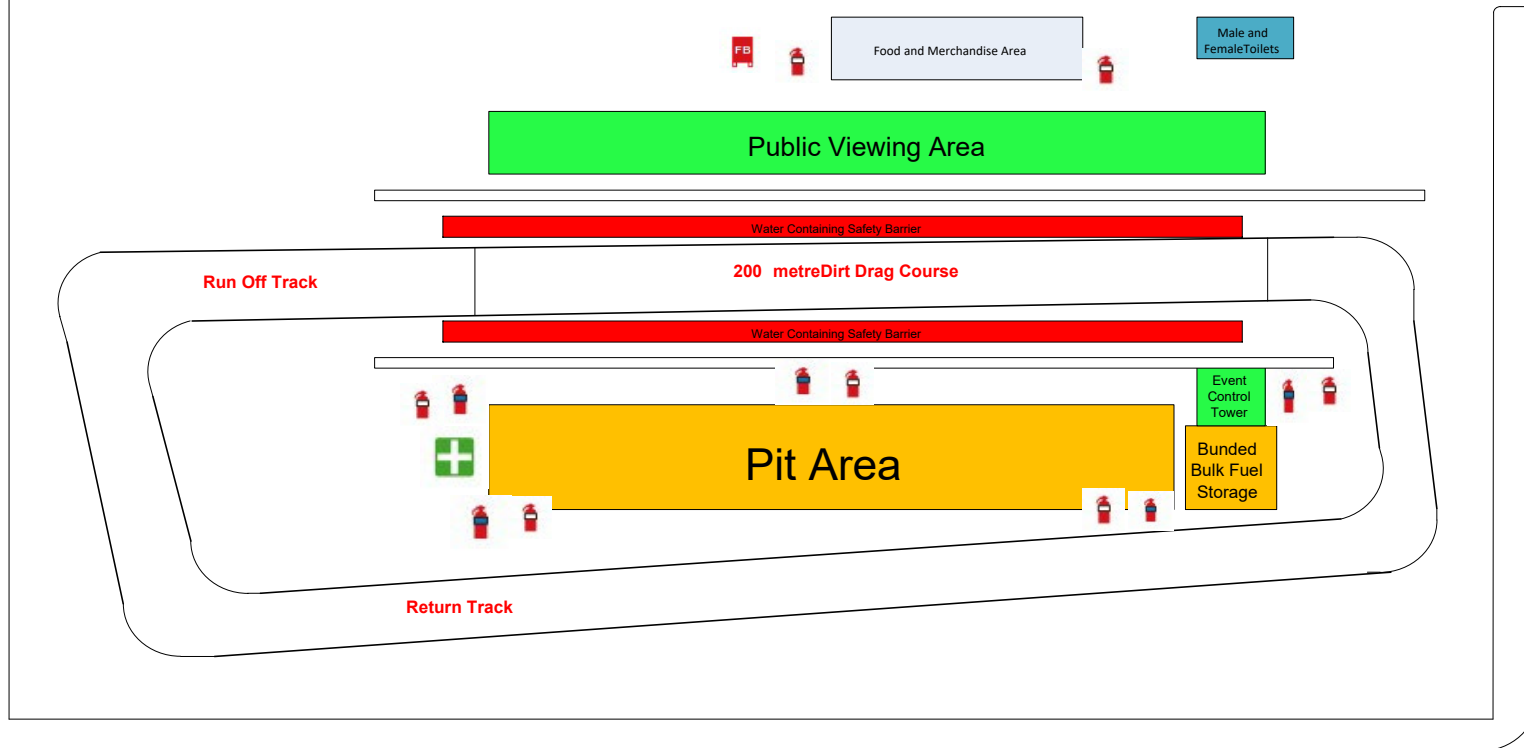 FB
Food and Merchandise Area
Male and
FemaleToilets
Public Viewing Area
Water Containing Safety Barrier
Run Off Track
200 metreDirt Drag Course
Water Containing Safety Barrier
Event
Control
Tower
Pit Area
Bunded
Bulk Fuel
Storage
Return Track